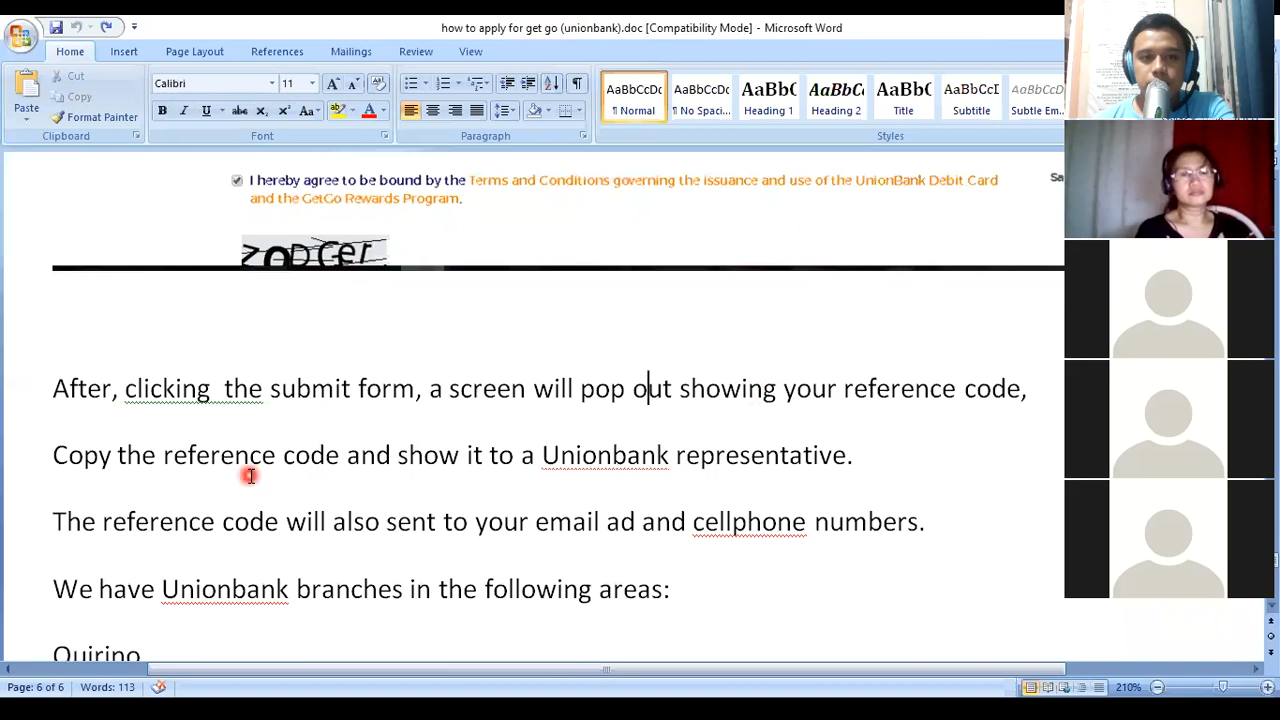 how to apply for get go (unionbank).doc [Compatibility Mode] - Microsoft Word
Home Insert Page Layout References Mailings Review View
Paste
Cut
Copy
Format Painter
Calibri 11
AaBbCcDc AaBbCcDc AaBbC AaBbCc AaBbC AaBbCcI AaBbCcDc
¶ Normal ¶ No Spaci... Heading 1 Heading 2 Title Subtitle Subtle Em...
Clipboard Font Paragraph Styles
I hereby agree to be bound by the Terms and Conditions governing the issuance and use of the UnionBank Debit Card
and the GetGo Rewards Program.
Sa
After, clicking  the submit form, a screen will pop out showing your reference code,
Copy the reference code and show it to a Unionbank representative.
The reference code will also sent to your email ad and cellphone numbers.
We have Unionbank branches in the following areas:
Quirino
Page: 6 of 6 Words: 113 210%